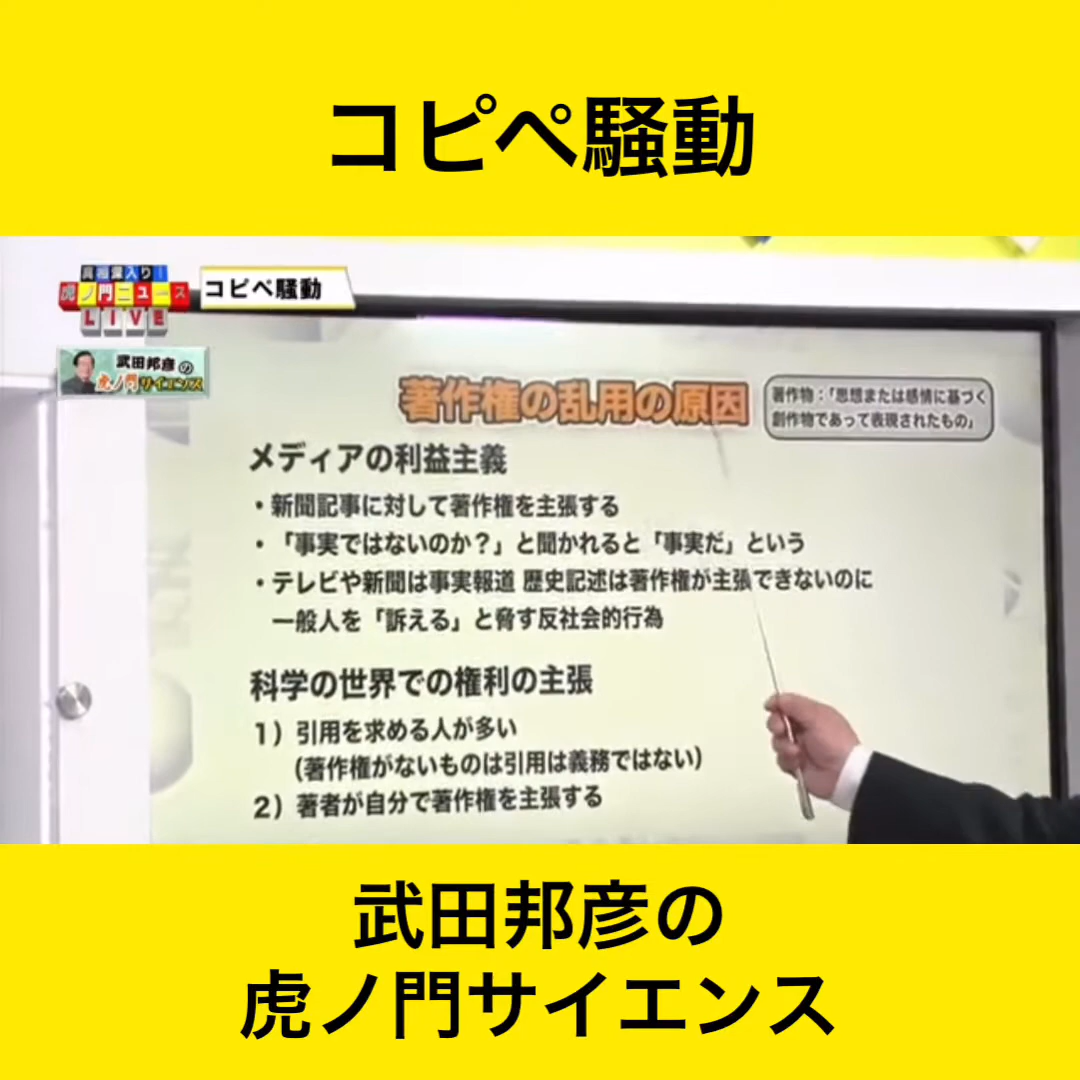 コピペ騒動
真相深入り！
虎ノ門ニュース
LIVE
コピペ騒動
武田邦彦の
虎ノ門サイエンス
著作権の乱用の原因
著作物：「思想または感情に基づく
創作物であって表現されたもの」
メディアの利益主義
・新聞記事に対して著作権を主張する
・「事実ではないのか？」と聞かれると「事実だ」という
・テレビや新聞は事実報道 歴史記述は著作権が主張できないのに
一般人を「訴える」と脅す反社会的行為
科学の世界での権利の主張
1）引用を求める人が多い
（著作権がないものは引用は義務ではない）
2）著者が自分で著作権を主張する
武田邦彦の
虎ノ門サイエンス